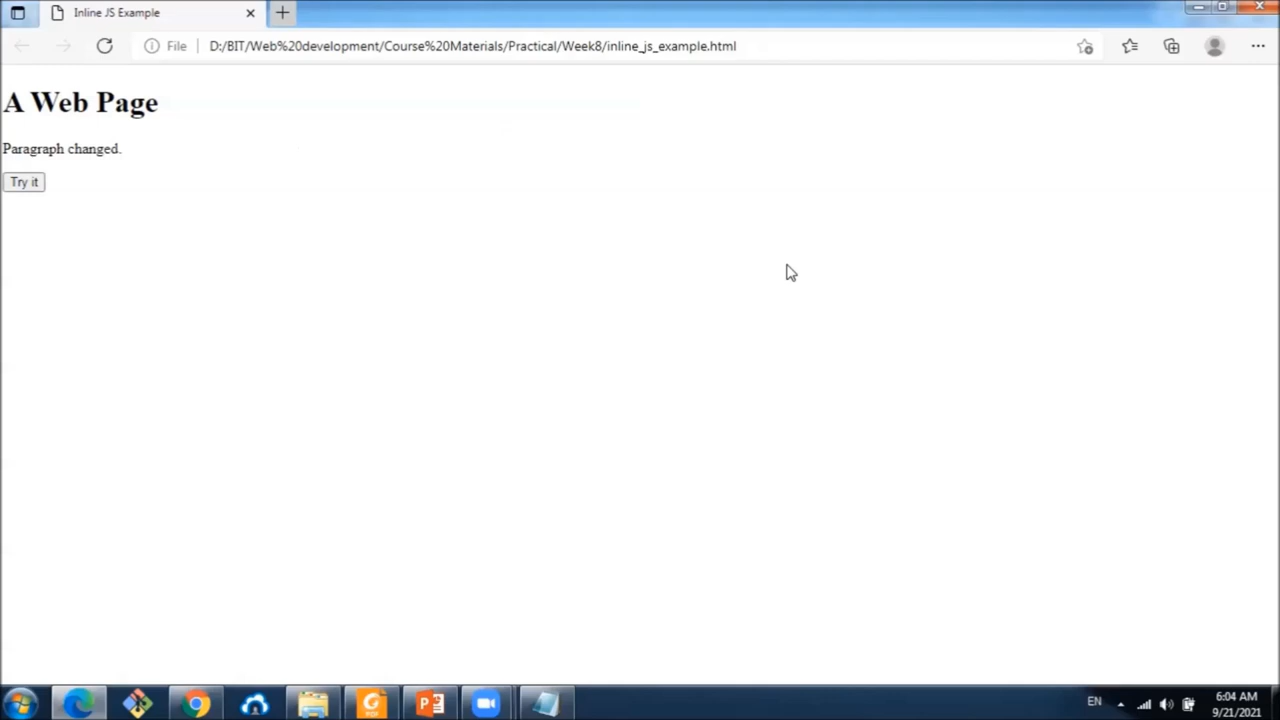 Inline JS Example
File D:/BIT/Web%20development/Course%20Materials/Practical/Week8/inline_js_example.html
A Web Page
Paragraph changed.
Try it
EN
6:04 AM
9/21/2021